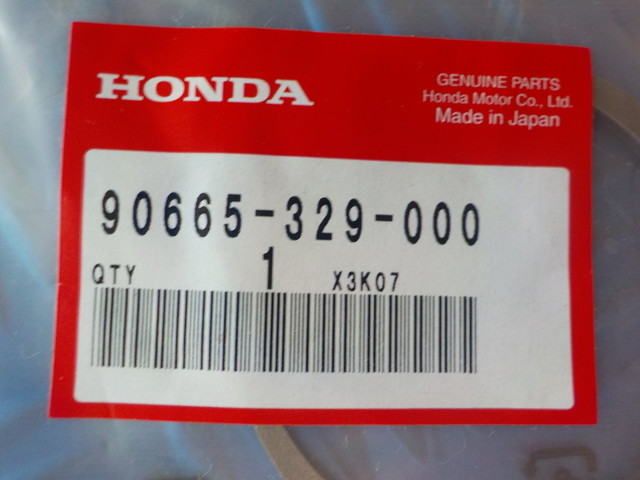 HONDA
GENUINE PARTS
Honda Motor Co., Ltd.
Made in Japan
90665-329-000
QTY 1 X3K07